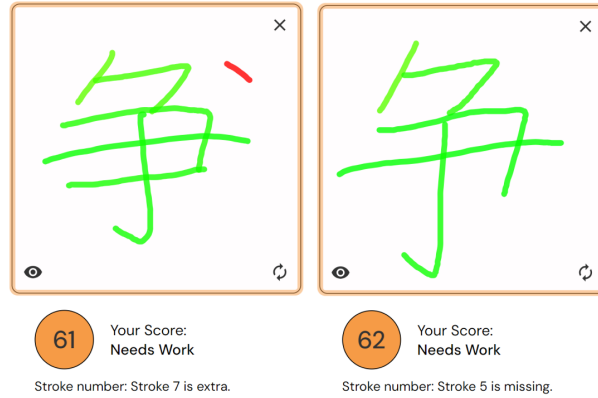 争 争
61 Your Score: 62 Your Score:
Needs Work Needs Work
Stroke number: Stroke 7 is extra. Stroke number: Stroke 5 is missing.